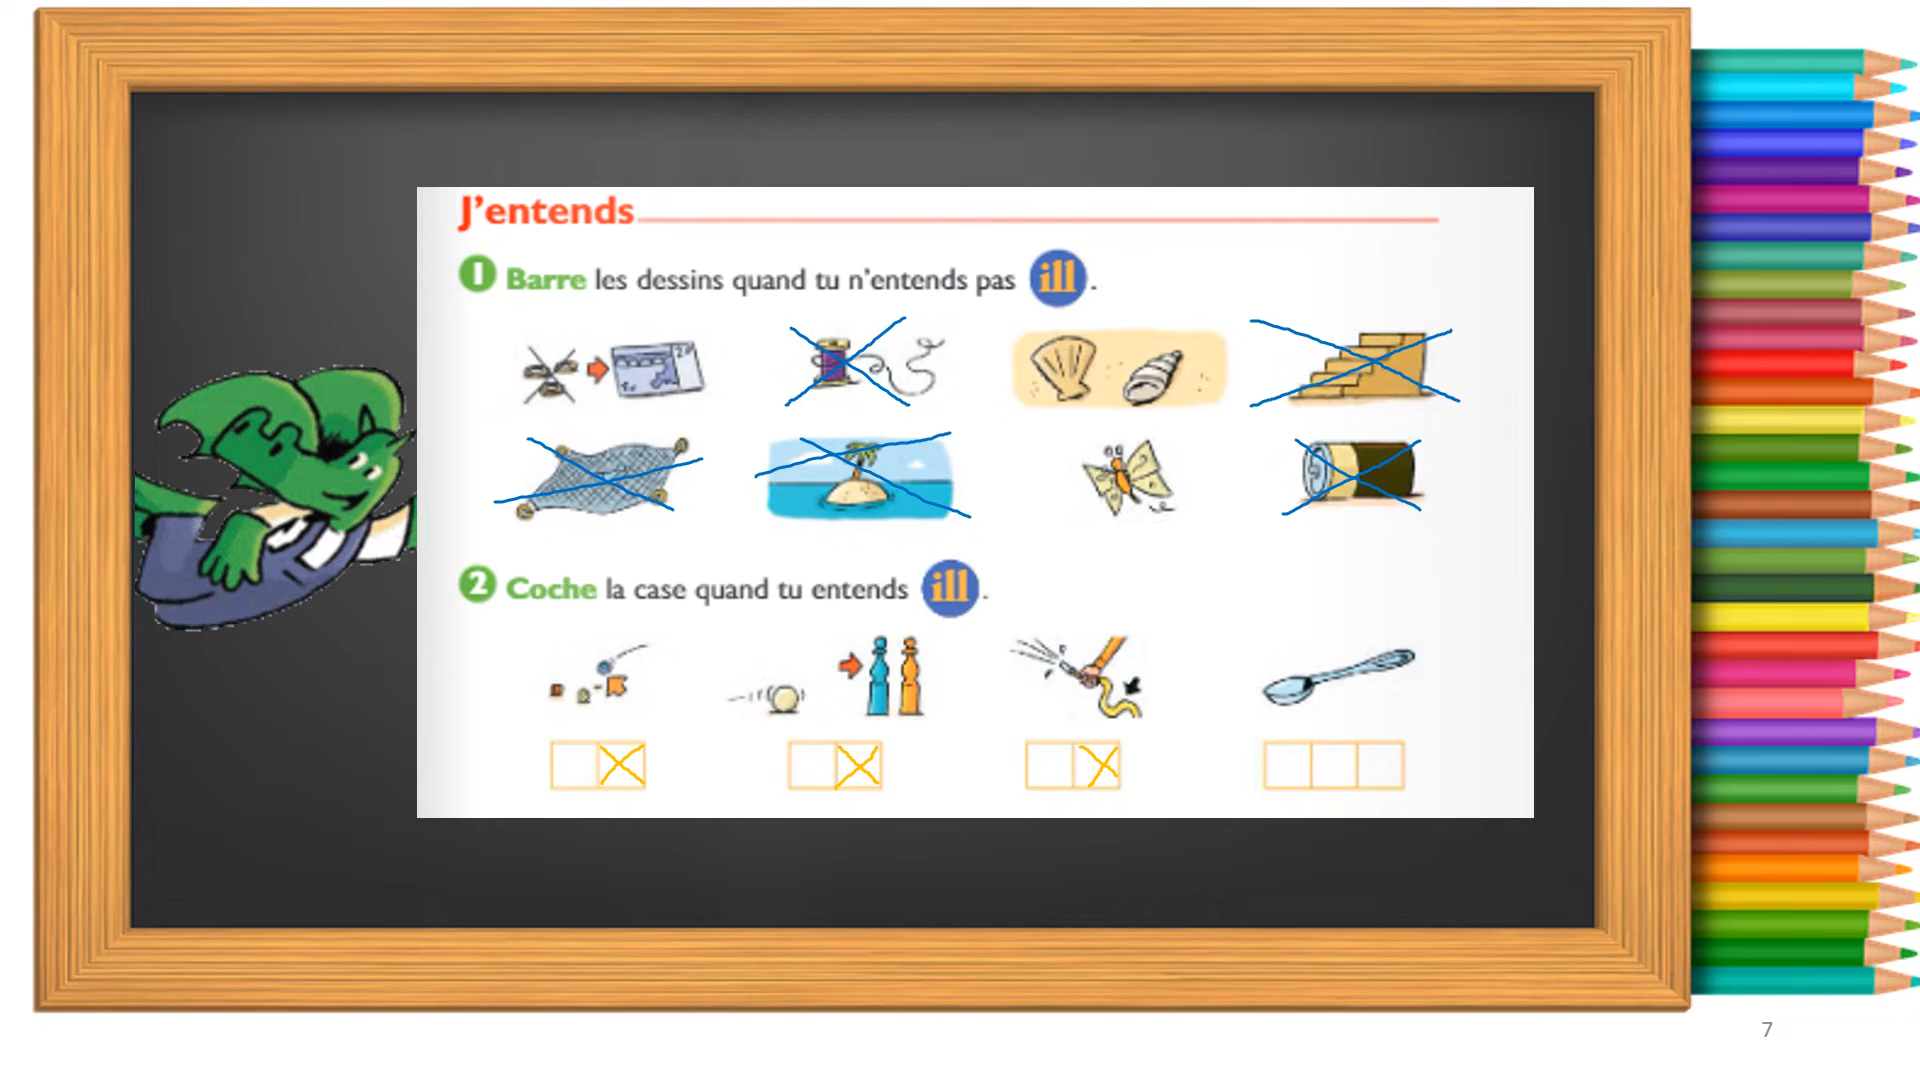 J'entends
1 Barre les dessins quand tu n'entends pas ill.
2 Coche la case quand tu entends ill.
7